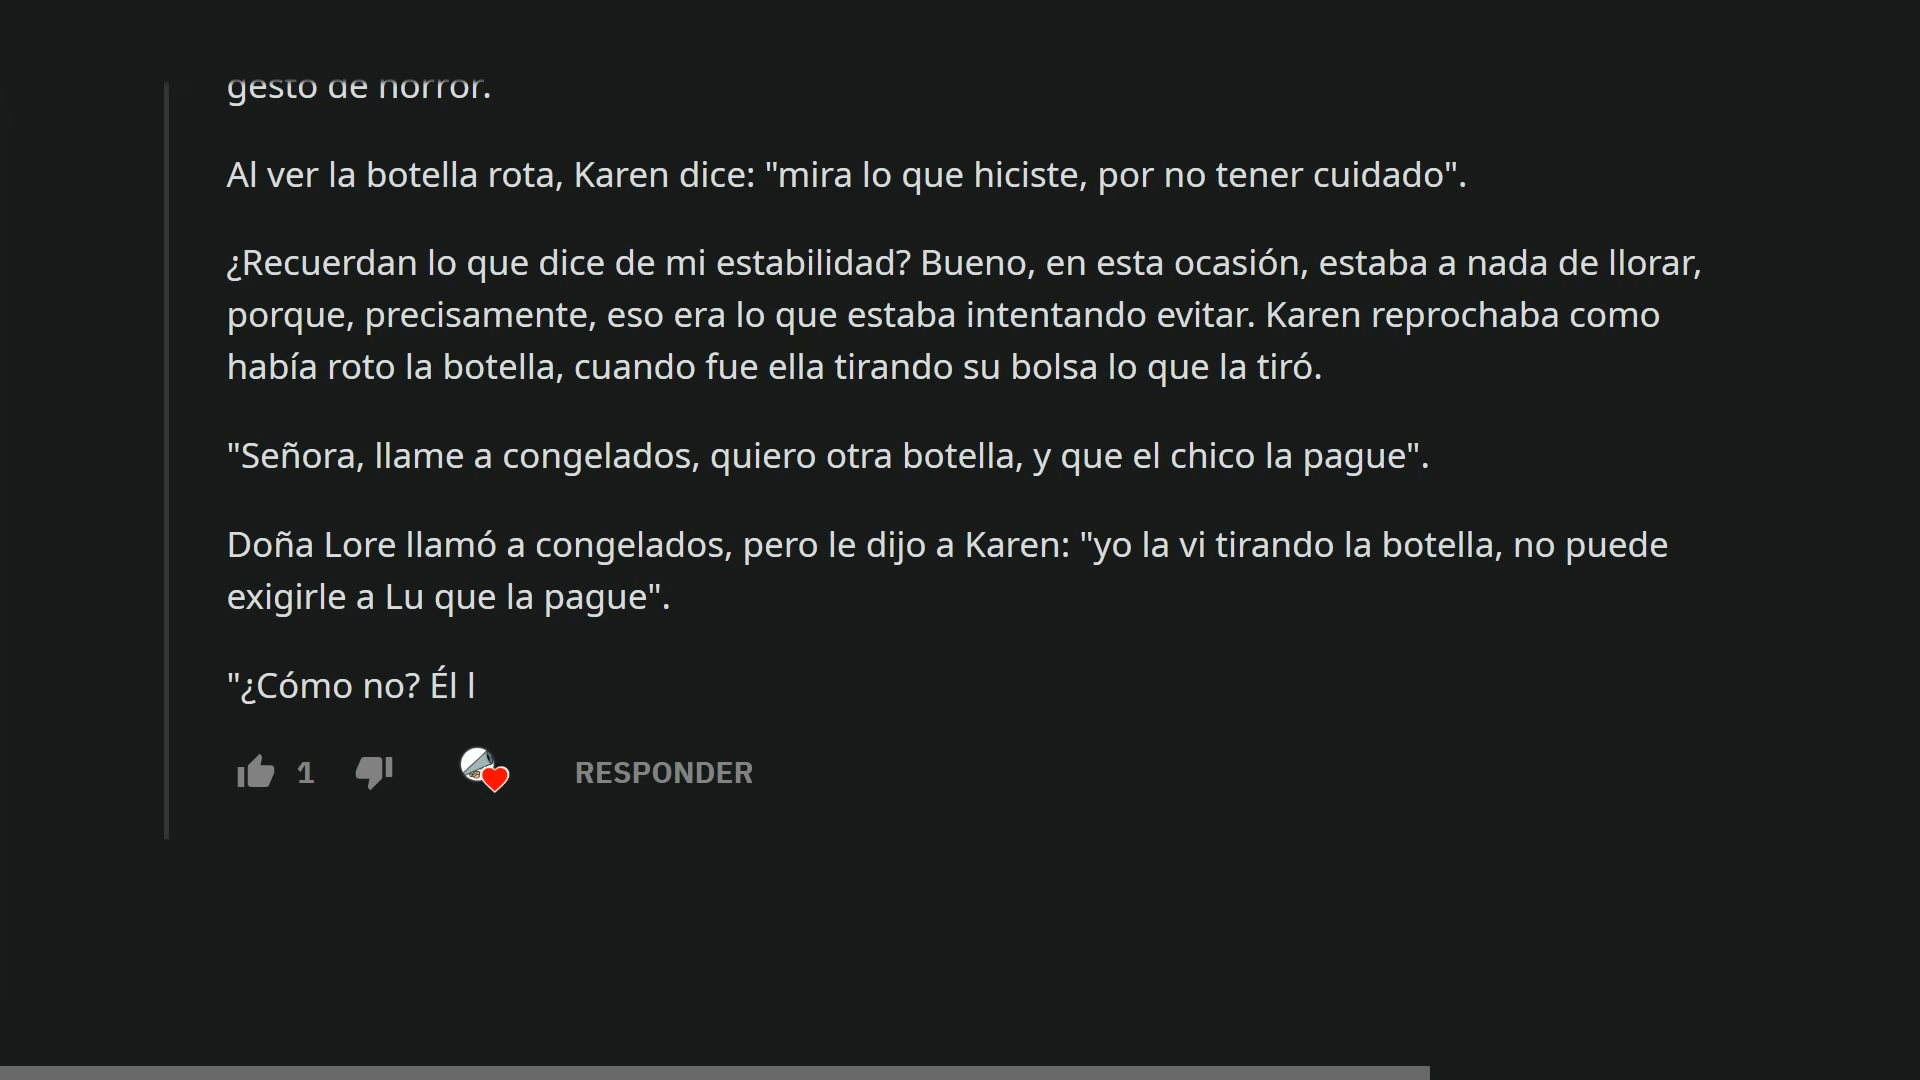 gesto de horror.
Al ver la botella rota, Karen dice: "mira lo que hiciste, por no tener cuidado".
¿Recuerdan lo que dice de mi estabilidad? Bueno, en esta ocasión, estaba a nada de llorar,
porque, precisamente, eso era lo que estaba intentando evitar. Karen reprochaba como
había roto la botella, cuando fue ella tirando su bolsa lo que la tiró.
"Señora, llame a congelados, quiero otra botella, y que el chico la pague".
Doña Lore llamó a congelados, pero le dijo a Karen: "yo la vi tirando la botella, no puede
exigirle a Lu que la pague".
"¿Cómo no? Él l
1 RESPONDER